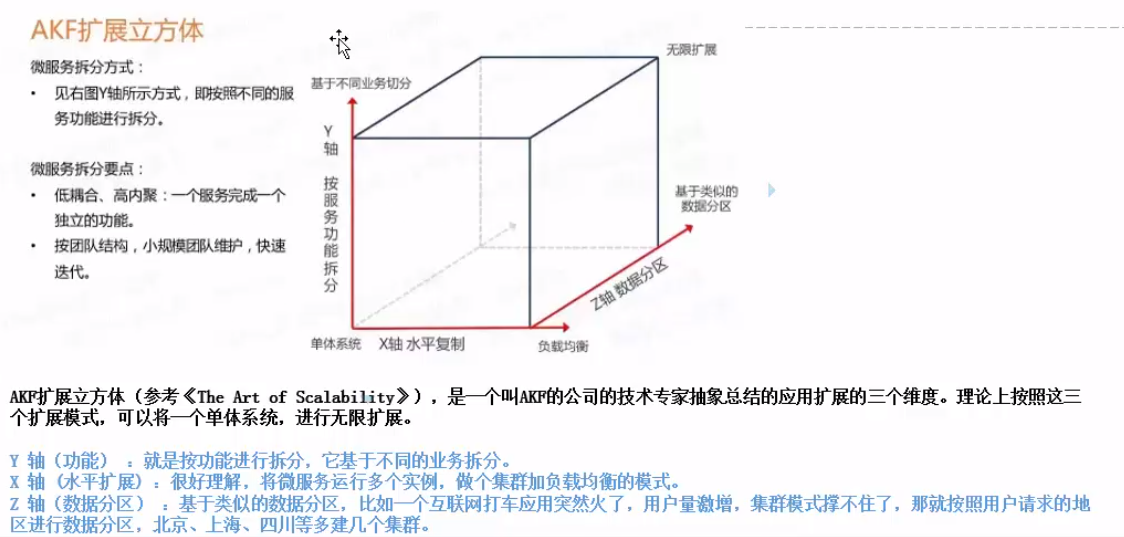 AKF扩展立方体
微服务拆分方式：
• 见右图Y轴所示方式，即按照不同的服
务功能进行拆分。
微服务拆分要点：
• 低耦合、高内聚：一个服务完成一个
独立的功能。
• 按团队结构，小规模团队维护，快速
迭代。
无限扩展
基于不同业务切分
Y轴 按服务功能拆分
基于类似的
数据分区
Z轴 数据分区
单体系统
X轴 水平复制
负载均衡
AKF扩展立方体（参考《The Art of Scalability》），是一个叫AKF的公司的技术专家抽象总结的应用扩展的三个维度。理论上按照这三
个扩展模式，可以将一个单体系统，进行无限扩展。
Y 轴（功能） ：就是按功能进行拆分，它基于不同的业务拆分。
X 轴（水平扩展）：很好理解，将微服务运行多个实例，做个集群加负载均衡的模式。
Z 轴（数据分区） ：基于类似的数据分区，比如一个互联网打车应用突然火了，用户量激增，集群模式撑不住了，那就按照用户请求的地
区进行数据分区，北京、上海、四川等多建几个集群。